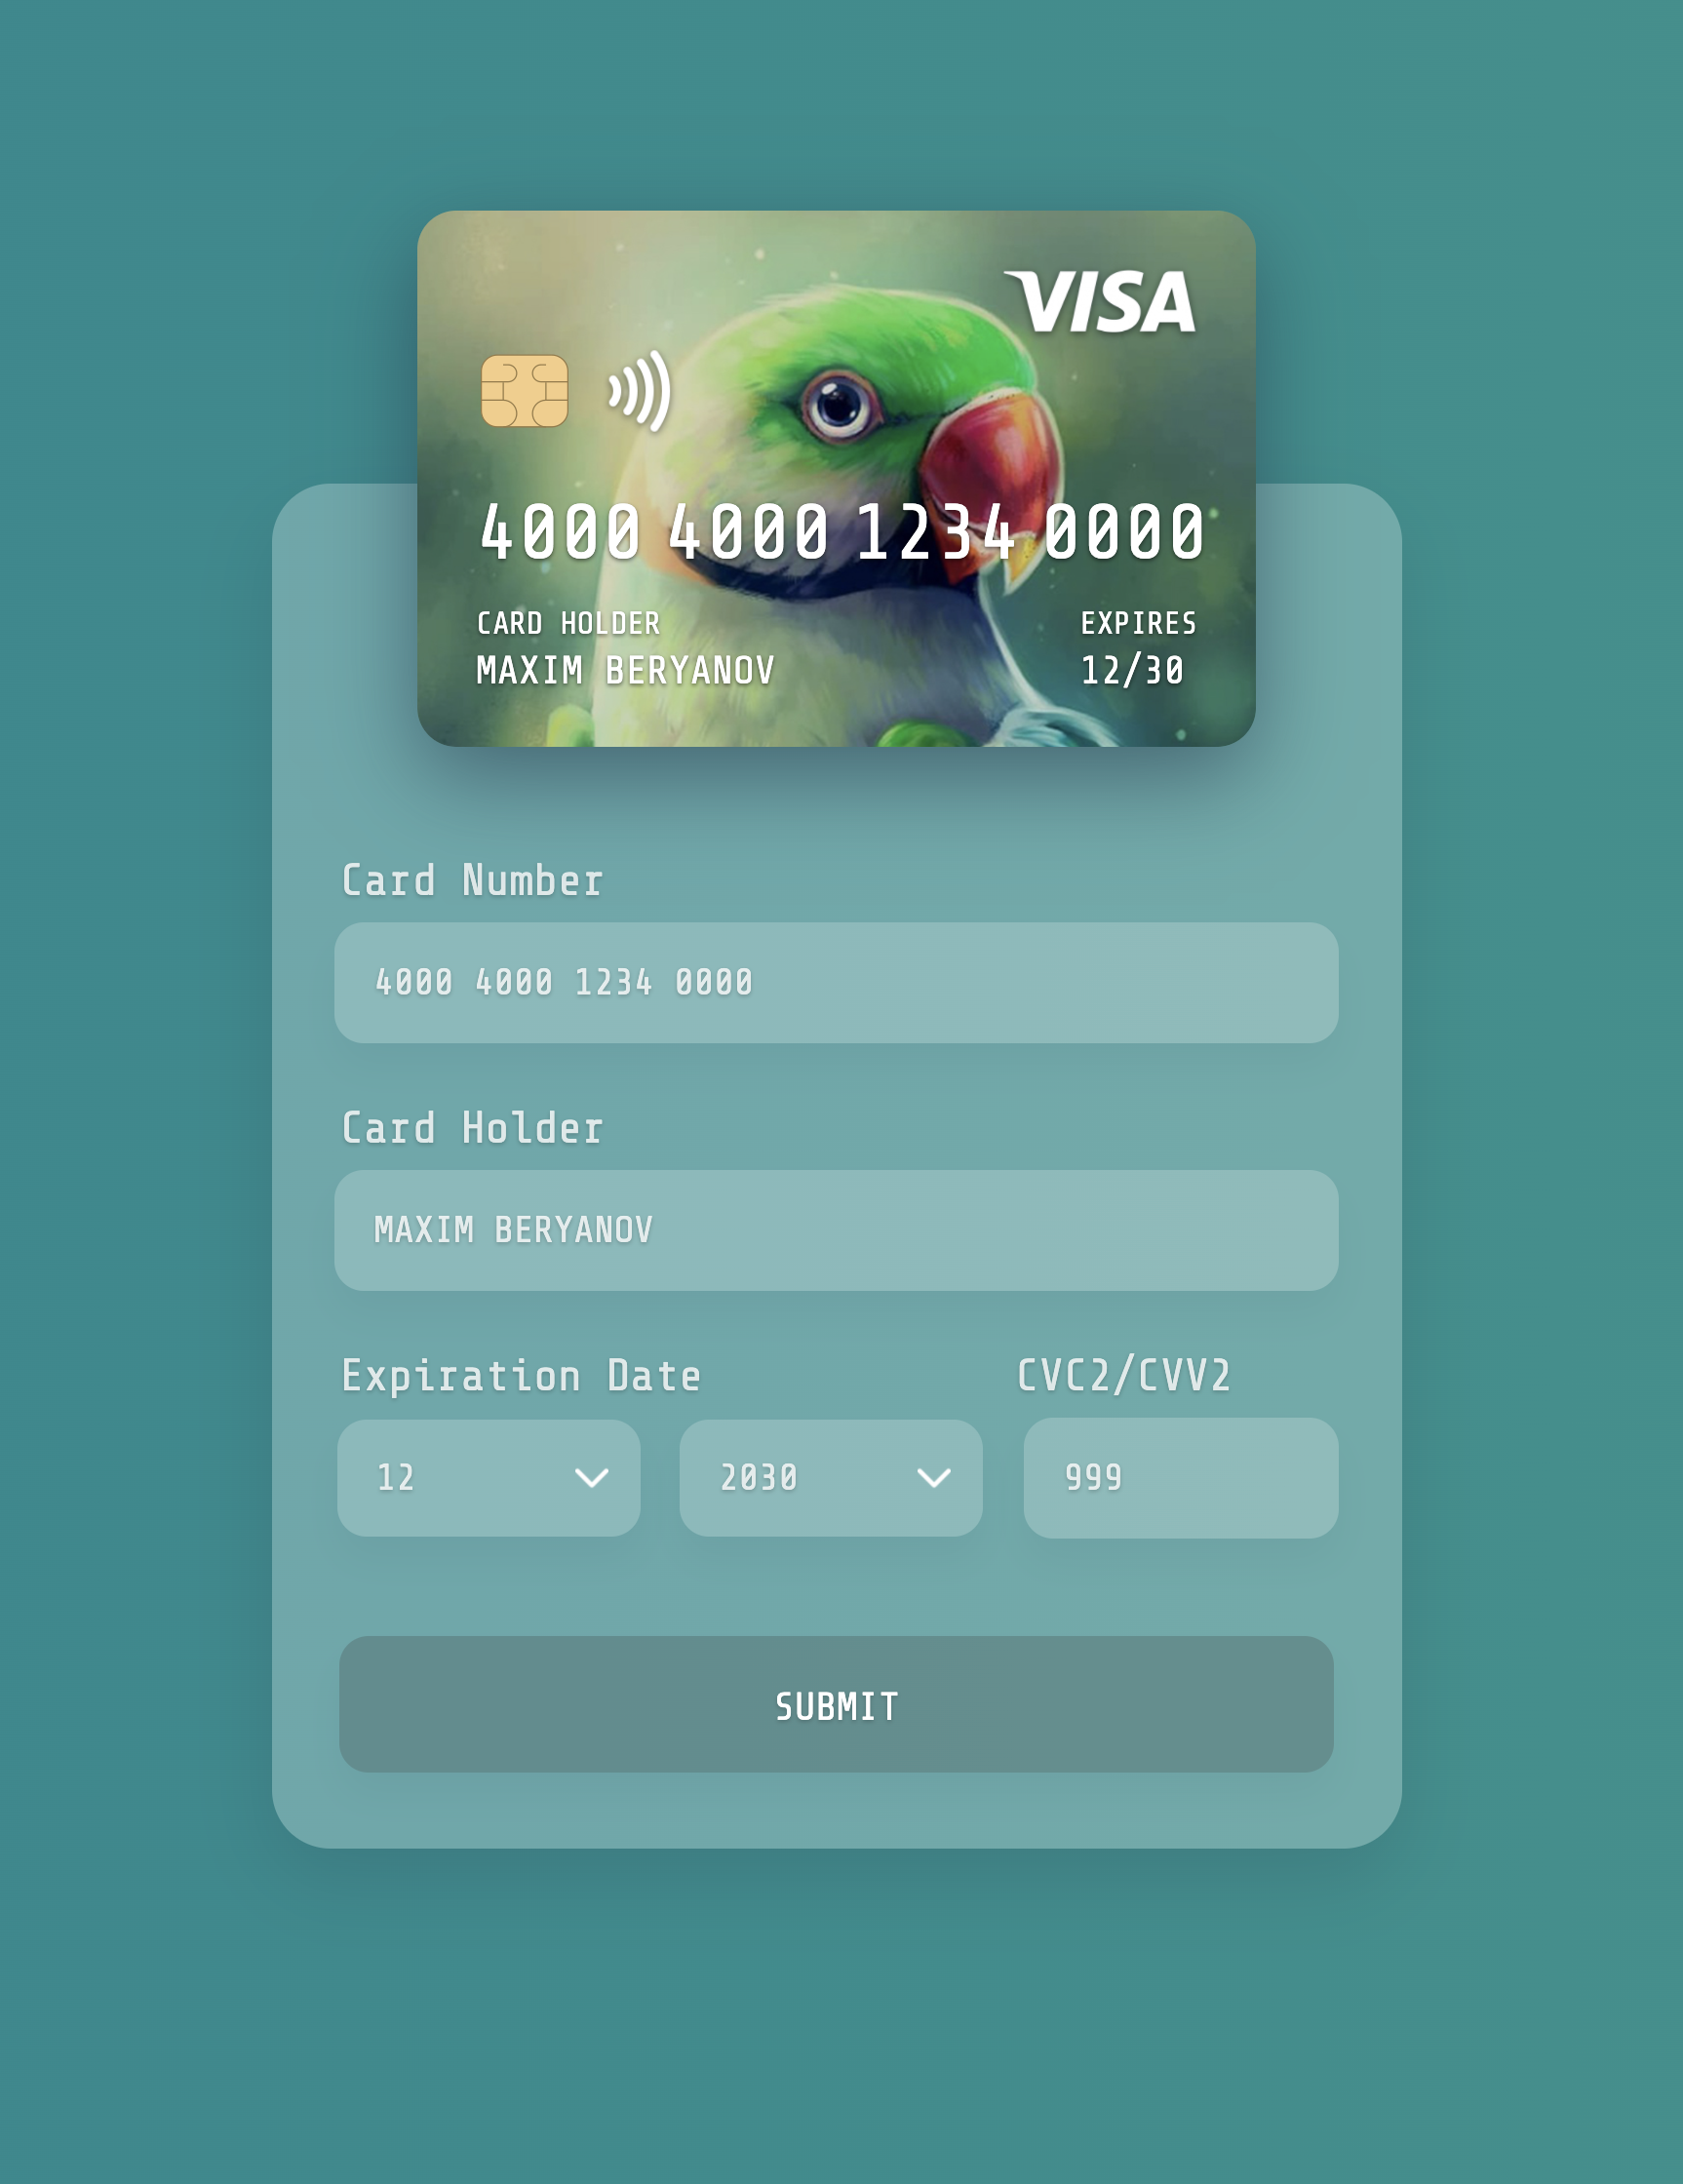 VISA
4000 4000 1234 0000
CARD HOLDER EXPIRES
MAXIM BERYANOV 12/30
Card Number
4000 4000 1234 0000
Card Holder
MAXIM BERYANOV
Expiration Date CVC2/CVV2
12 2030 999
SUBMIT